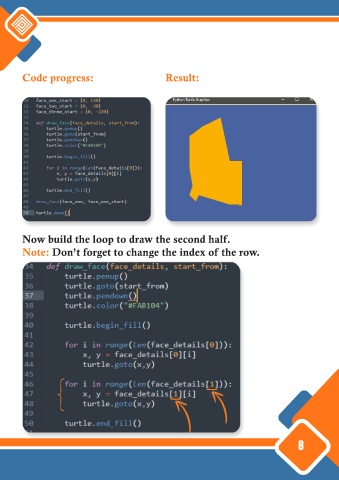 Code progress:
Result:
30 face_one_start = (0, 120)
face_two_start = (0, -30)
face_three_start = (0, -220)
def draw_face(face_details, start_from):
turtle.penup()
turtle.goto(start_from)
turtle.pendown()
turtle.color("#FAB104")
turtle.begin_fill()
for i in range(len(face_details[0])):
x, y = face_details[0][i]
turtle.goto(x,y)
turtle.end_fill()
draw_face(face_one, face_one_start)
turtle.done()
Python Turtle Graphics
Now build the loop to draw the second half.
Note: Don't forget to change the index of the row.
34 def draw_face(face_details, start_from):
35 turtle.penup()
36 turtle.goto(start_from)
37 turtle.pendown()
38 turtle.color("#FAB104")
39
40 turtle.begin_fill()
41
42 for i in range(len(face_details[0])):
43 x, y = face_details[0][i]
44 turtle.goto(x,y)
45
46 for i in range(len(face_details[1])):
47 x, y = face_details[1][i]
48 turtle.goto(x,y)
49
50 turtle.end_fill()
8